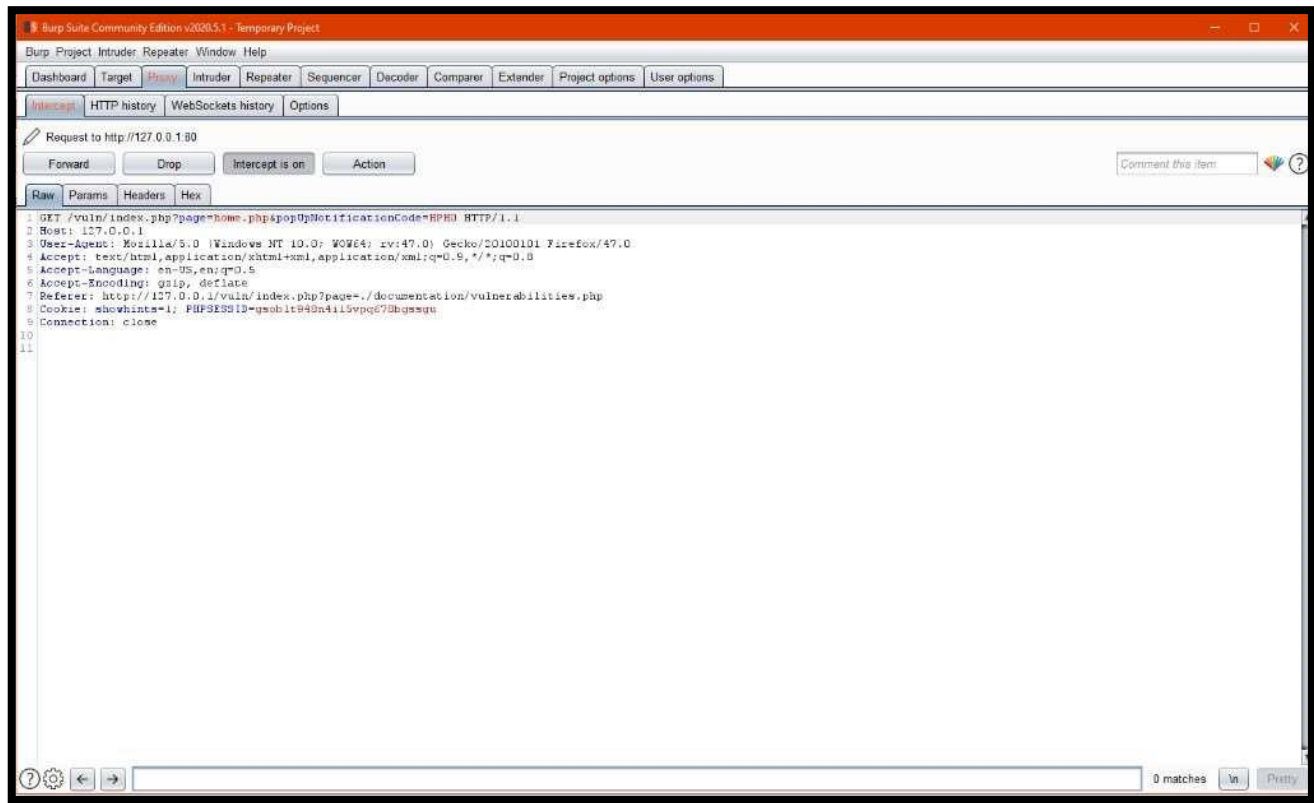 Burp Suite Community Edition v2020.5.1 - Temporary Project
Burp Project Intruder Repeater Window Help
Dashboard Target Proxy Intruder Repeater Sequencer Decoder Comparer Extender Project options User options
Intercept HTTP history WebSockets history Options
Request to http://127.0.0.1:80
Forward Drop Intercept is on Action Comment this item ?
Raw Params Headers Hex
1 GET /vuln/index.php?page=home.php&popUpNotificationCode=HPH0 HTTP/1.1
2 Host: 127.0.0.1
3 User-Agent: Mozilla/5.0 (Windows NT 10.0; WOW64; rv:47.0) Gecko/20100101 Firefox/47.0
4 Accept: text/html,application/xhtml+xml,application/xml;q=0.9,*/*;q=0.8
5 Accept-Language: en-US,en;q=0.5
6 Accept-Encoding: gzip, deflate
7 Referer: http://127.0.0.1/vuln/index.php?page=./documentation/vulnerabilities.php
8 Cookie: showhints=1;
9 Connection: close
10
11
? 0 matches \n Pretty